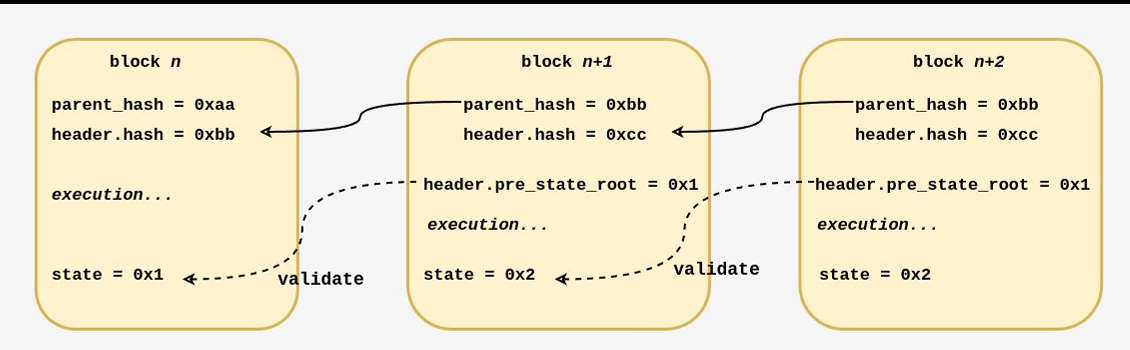 block n
parent_hash = 0xaa
header.hash = 0xbb
execution...
state = 0x1
validate
block n+1
parent_hash = 0xbb
header.hash = 0xcc
header.pre_state_root = 0x1
execution...
state = 0x2
validate
block n+2
parent_hash = 0xbb
header.hash = 0xcc
header.pre_state_root = 0x1
execution...
state = 0x2